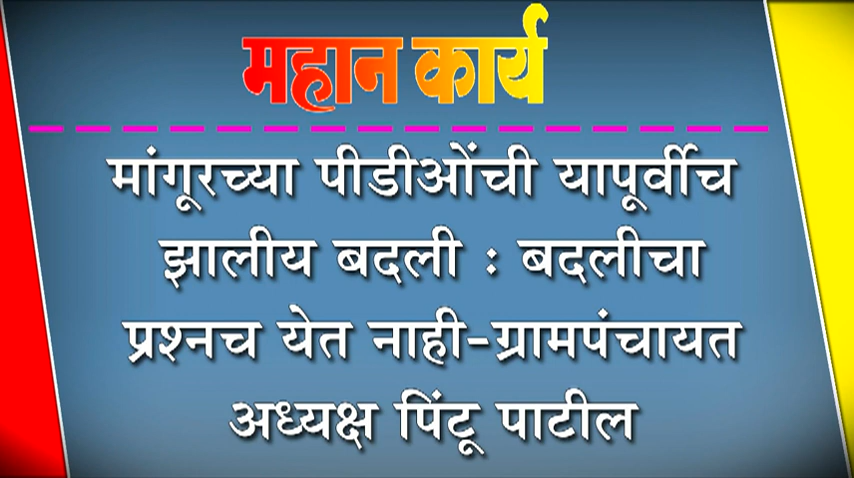 महान कार्य
मांगूरच्या पीडीओंची यापूर्वीच
झालीय बदली : बदलीचा
प्रश्नच येत नाही-ग्रामपंचायत
अध्यक्ष पिंटू पाटील